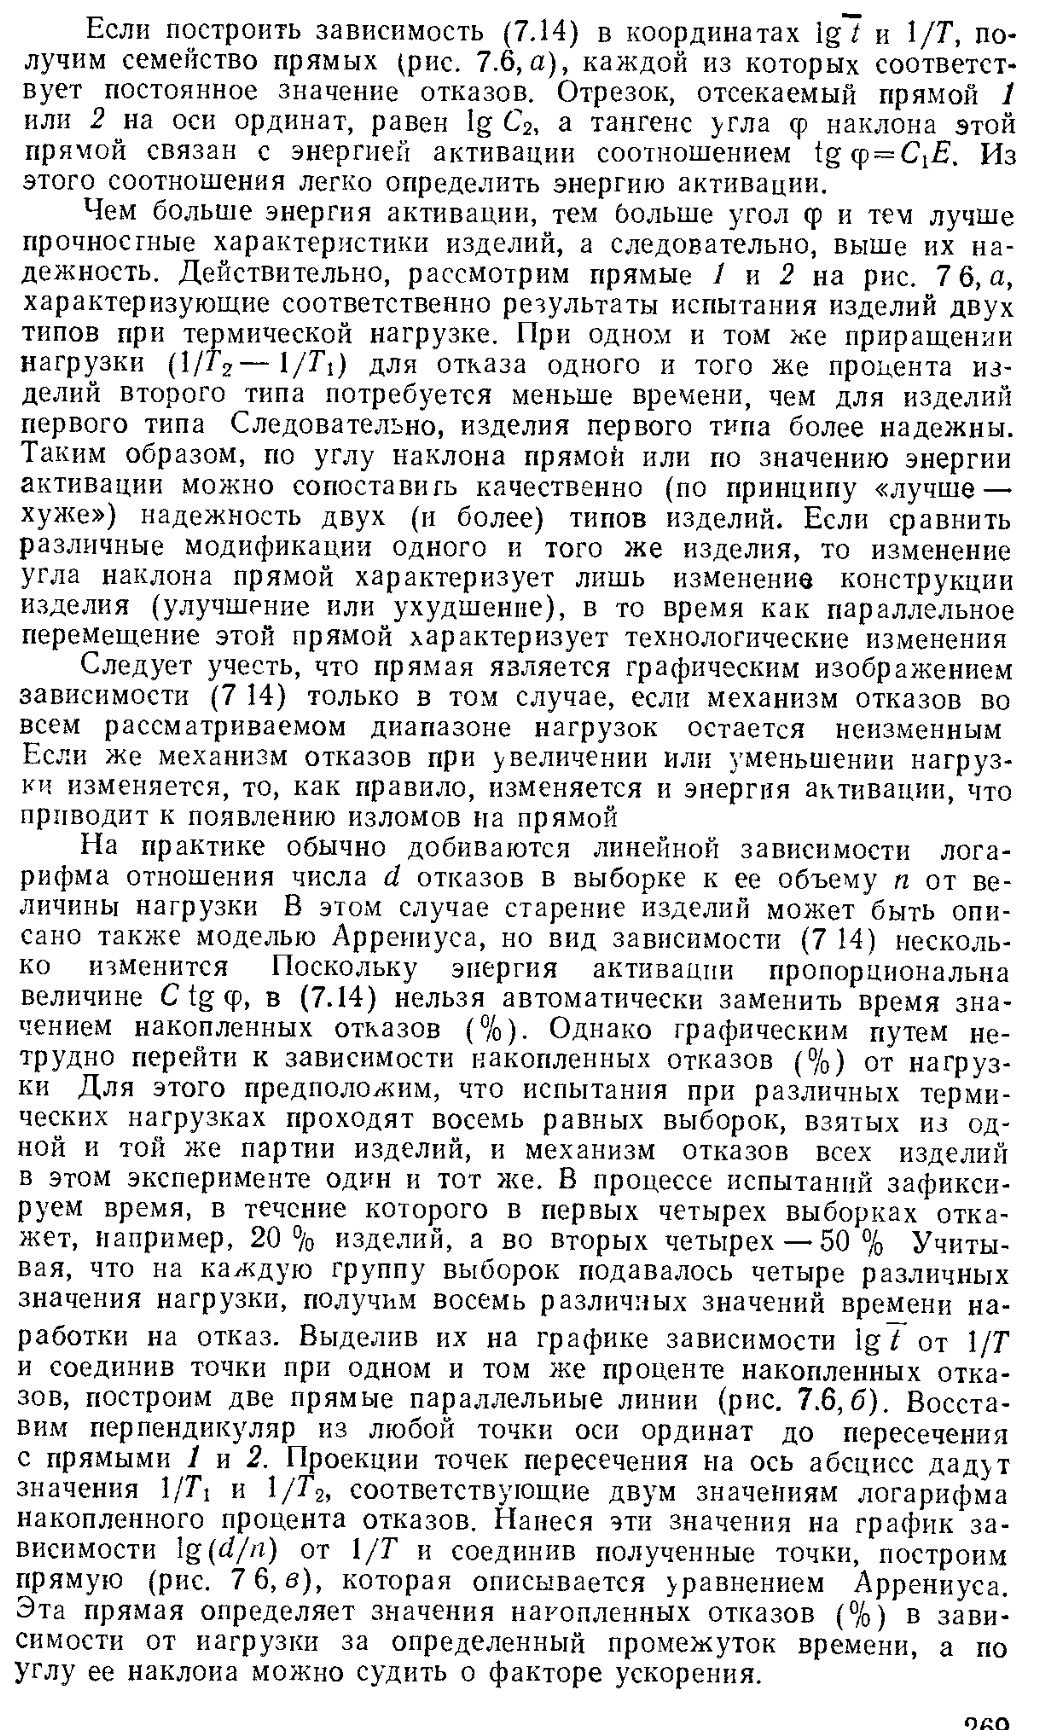 Если построить зависимость (7.14) в координатах lg t̄ и 1/T, по-
лучим семейство прямых (рис. 7.6, а), каждой из которых соответст-
вует постоянное значение отказов. Отрезок, отсекаемый прямой 1
или 2 на оси ординат, равен lg C₂, а тангенс угла φ наклона этой
прямой связан с энергией активации соотношением tg φ=C₁E. Из
этого соотношения легко определить энергию активации.
Чем больше энергия активации, тем больше угол φ и тем лучше
прочностные характеристики изделий, а следовательно, выше их на-
дежность. Действительно, рассмотрим прямые 1 и 2 на рис. 7 6, а,
характеризующие соответственно результаты испытания изделий двух
типов при термической нагрузке. При одном и том же приращении
нагрузки (1/T₂— 1/T₁) для отказа одного и того же процента из-
делий второго типа потребуется меньше времени, чем для изделий
первого типа Следовательно, изделия первого типа более надежны.
Таким образом, по углу наклона прямой или по значению энергии
активации можно сопоставить качественно (по принципу «лучше —
хуже») надежность двух (и более) типов изделий. Если сравнить
различные модификации одного и того же изделия, то изменение
угла наклона прямой характеризует лишь изменение конструкции
изделия (улучшение или ухудшение), в то время как параллельное
перемещение этой прямой характеризует технологические изменения
Следует учесть, что прямая является графическим изображением
зависимости (7 14) только в том случае, если механизм отказов во
всем рассматриваемом диапазоне нагрузок остается неизменным
Если же механизм отказов при увеличении или уменьшении нагруз-
ки изменяется, то, как правило, изменяется и энергия активации, что
приводит к появлению изломов на прямой
На практике обычно добиваются линейной зависимости лога-
рифма отношения числа d отказов в выборке к ее объему n от ве-
личины нагрузки В этом случае старение изделий может быть опи-
сано также моделью Аррениуса, но вид зависимости (7 14) несколь-
ко изменится Поскольку энергия активации пропорциональна
величине C tg φ, в (7.14) нельзя автоматически заменить время зна-
чением накопленных отказов (%). Однако графическим путем не-
трудно перейти к зависимости накопленных отказов (%) от нагруз-
ки Для этого предположим, что испытания при различных терми-
ческих нагрузках проходят восемь равных выборок, взятых из од-
ной и той же партии изделий, и механизм отказов всех изделий
в этом эксперименте один и тот же. В процессе испытаний зафикси-
руем время, в течение которого в первых четырех выборках отка-
жет, например, 20 % изделий, а во вторых четырех — 50 % Учиты-
вая, что на каждую группу выборок подавалось четыре различных
значения нагрузки, получим восемь различных значений времени на-
работки на отказ. Выделив их на графике зависимости lg t̄ от 1/T
и соединив точки при одном и том же проценте накопленных отка-
зов, построим две прямые параллельные линии (рис. 7.6, б). Восста-
вим перпендикуляр из любой точки оси ординат до пересечения
с прямыми 1 и 2. Проекции точек пересечения на ось абсцисс дадут
значения 1/T₁ и 1/T₂, соответствующие двум значениям логарифма
накопленного процента отказов. Нанеся эти значения на график за-
висимости lg(d/n) от 1/T и соединив полученные точки, построим
прямую (рис. 7 6, в), которая описывается уравнением Аррениуса.
Эта прямая определяет значения накопленных отказов (%) в зави-
симости от нагрузки за определенный промежуток времени, а по
углу ее наклона можно судить о факторе ускорения.
269